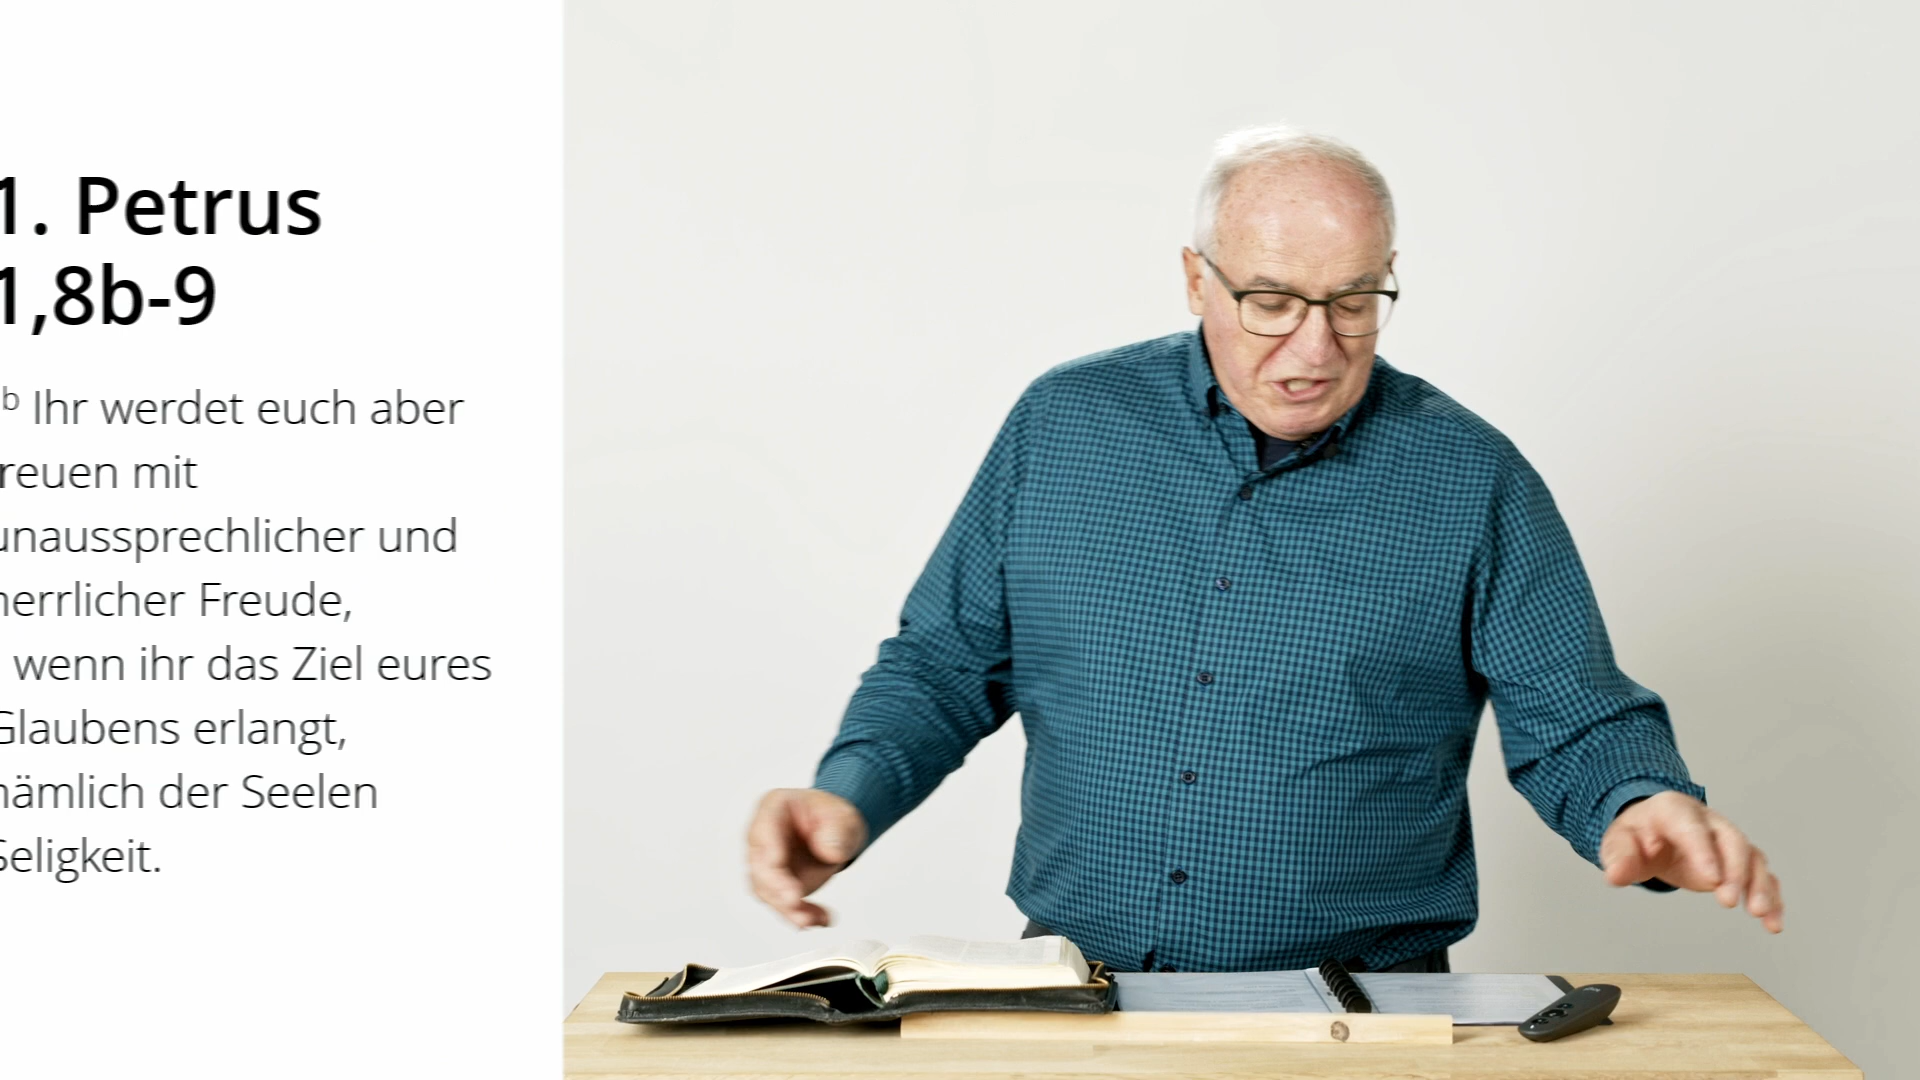 1. Petrus
1,8b-9
b Ihr werdet euch aber
freuen mit
unaussprechlicher und
herrlicher Freude,
wenn ihr das Ziel eures
Glaubens erlangt,
nämlich der Seelen
Seligkeit.